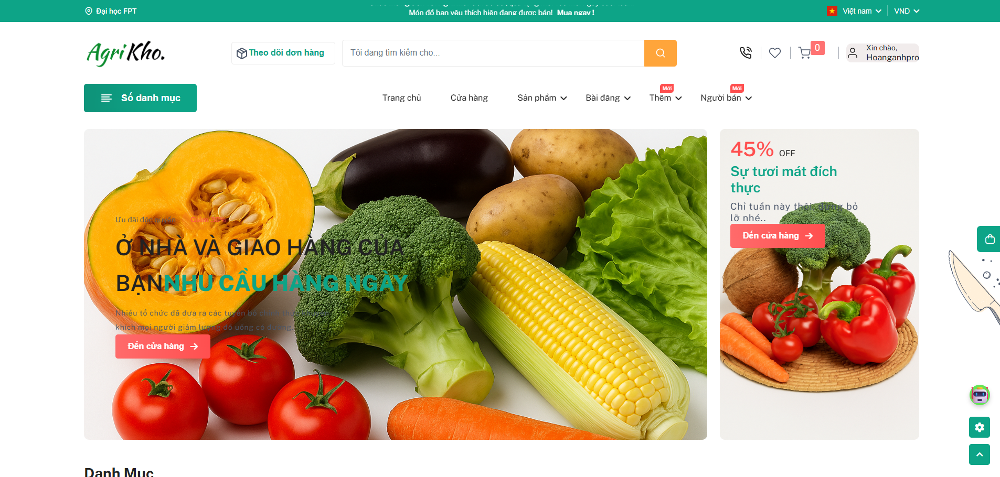 Đại học FPT
Món đồ bạn yêu thích hiện đang được bán! Mua ngay !
Việt nam
VND
AgriKho.
Theo dõi đơn hàng
Tôi đang tìm kiếm cho...
0
Xin chào,
Hoanganhpro
Số danh mục
Trang chủ
Cửa hàng
Sản phẩm
Bài đăng
Mới
Thêm
Mới
Người bán
Ưu đãi độc quyền
Giảm
Ở NHÀ VÀ GIAO HÀNG CỦA
BẠNNHU CẦU HÀNG NGÀY
Nhiều tổ chức đã đưa ra các tuyên bố chính thức
khích mọi người giảm lượng đồ uống có đường.
Đến cửa hàng
45% OFF
Sự tươi mát đích
thực
Chỉ tuần này thôi, đừng bỏ
lỡ nhé..
Đến cửa hàng
Danh Mục